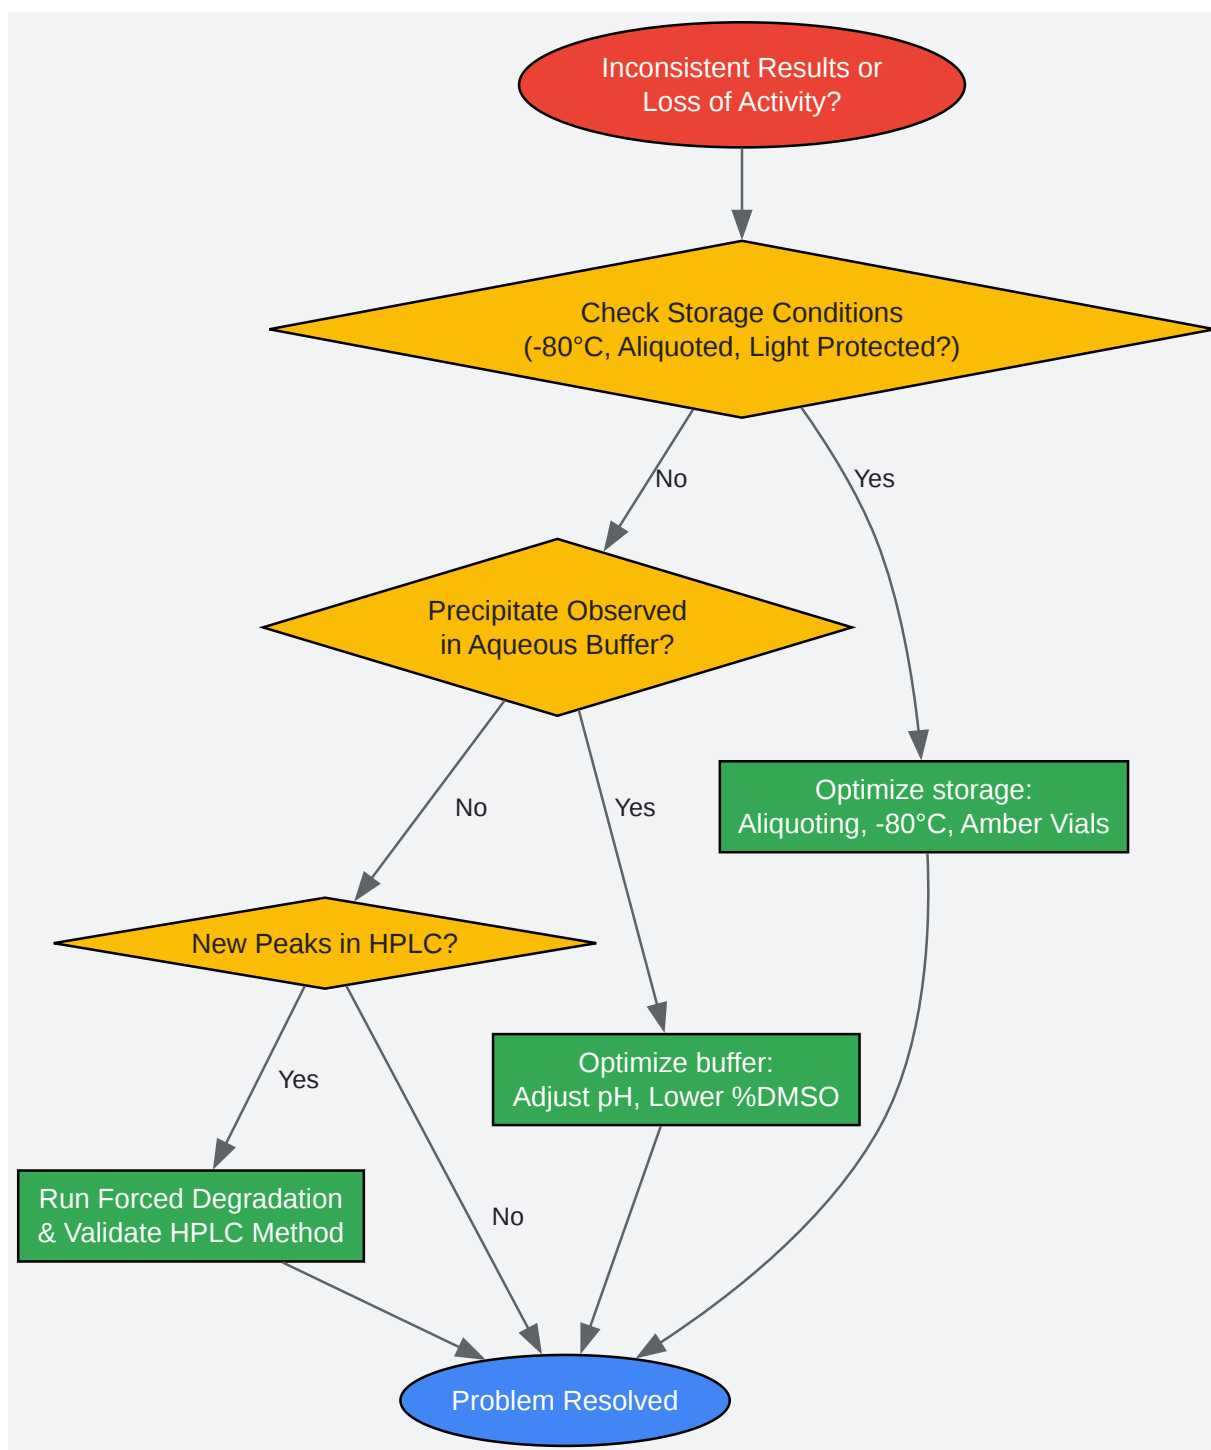 Inconsistent Results or
Loss of Activity?
Check Storage Conditions
(-80°C, Aliquoted, Light Protected?)
No
Yes
Precipitate Observed
in Aqueous Buffer?
Optimize storage:
Aliquoting, -80°C, Amber Vials
No
Yes
New Peaks in HPLC?
Optimize buffer:
Adjust pH, Lower %DMSO
Yes
Run Forced Degradation
& Validate HPLC Method
No
Problem Resolved